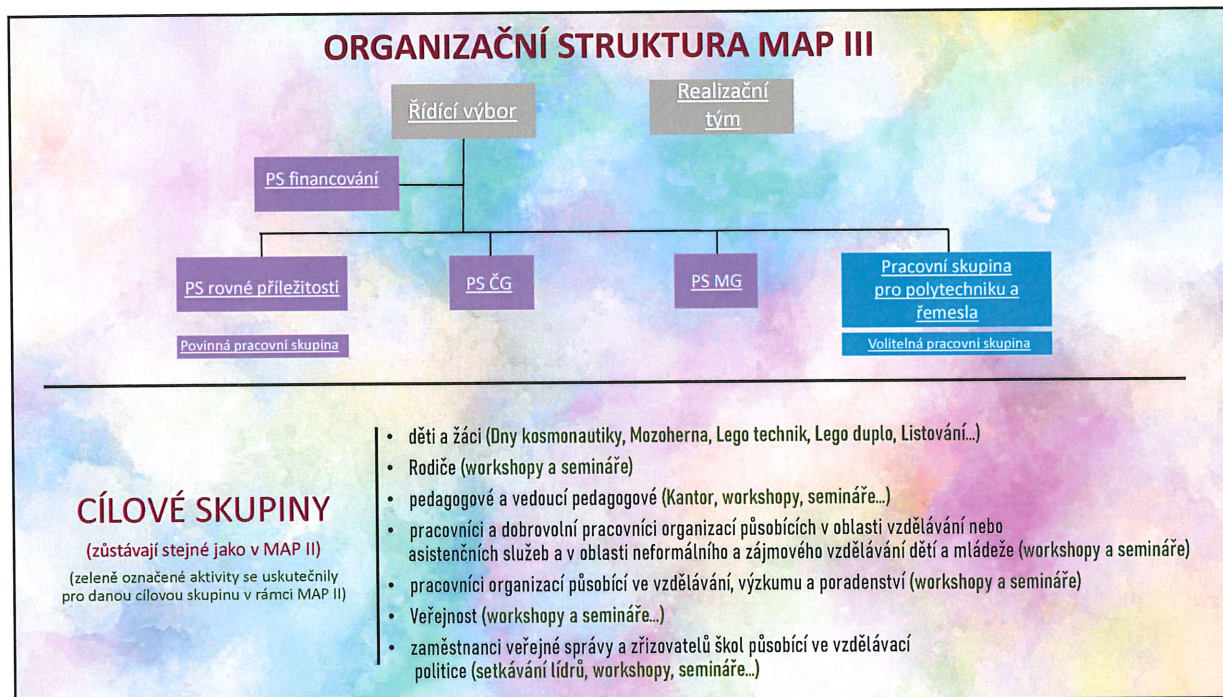 ORGANIZAČNÍ STRUKTURA MAP III
Řídící výbor
Realizační
tým
PS financování
PS rovné příležitosti
PS ČG
PS MG
Pracovní skupina
pro polytechniku a
řemesla
Povinná pracovní skupina
Volitelná pracovní skupina
CÍLOVÉ SKUPINY
(zůstávají stejné jako v MAP II)
(zeleně označené aktivity se uskutečnily
pro danou cílovou skupinu v rámci MAP II)
• děti a žáci (Dny kosmonautiky, Mozoherna, Lego technik, Lego duplo, Listování...)
• Rodiče (workshopy a semináře)
• pedagogové a vedoucí pedagogové (Kantor, workshopy, semináře...)
• pracovníci a dobrovolní pracovníci organizací působících v oblasti vzdělávání nebo
asistenčních služeb a v oblasti neformálního a zájmového vzdělávání dětí a mládeže (workshopy a semináře)
• pracovníci organizací působící ve vzdělávání, výzkumu a poradenství (workshopy a semináře)
• Veřejnost (workshopy a semináře...)
• zaměstnanci veřejné správy a zřizovatelů škol působící ve vzdělávací
politice (setkávání lídrů, workshopy, semináře...)